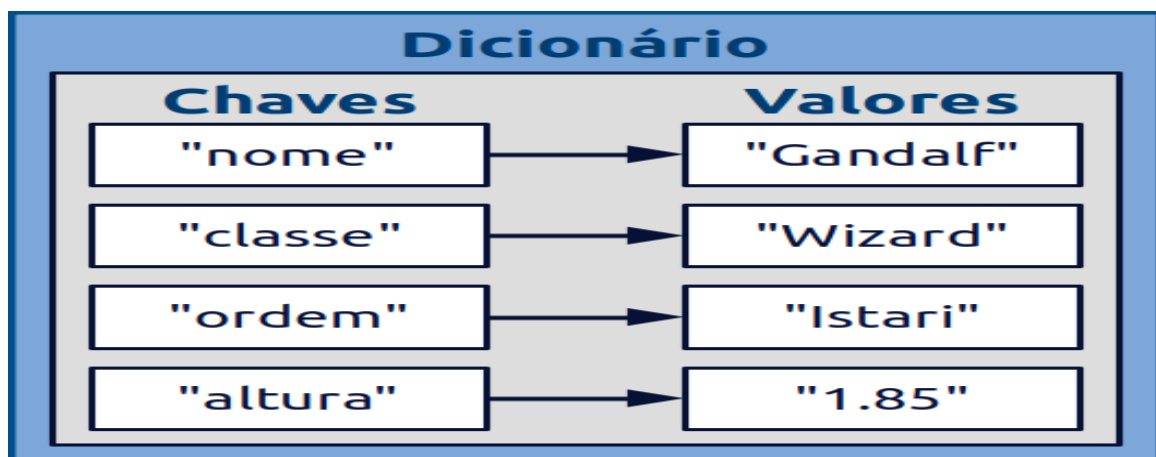 Dicionário
Chaves Valores
"nome" "Gandalf"
"classe" "Wizard"
"ordem" "Istari"
"altura" "1.85"